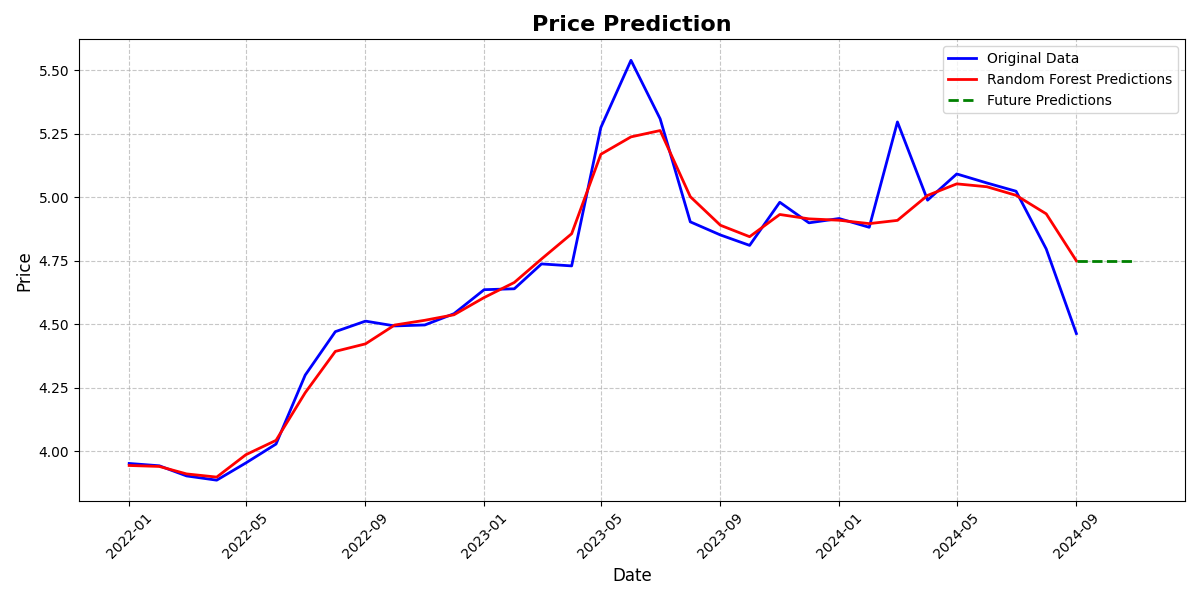 Price Prediction
Original Data
Random Forest Predictions
Future Predictions
Price
5.50
5.25
5.00
4.75
4.50
4.25
4.00
2022-01
2022-05
2022-09
2023-01
2023-05
2023-09
2024-01
2024-05
2024-09
Date